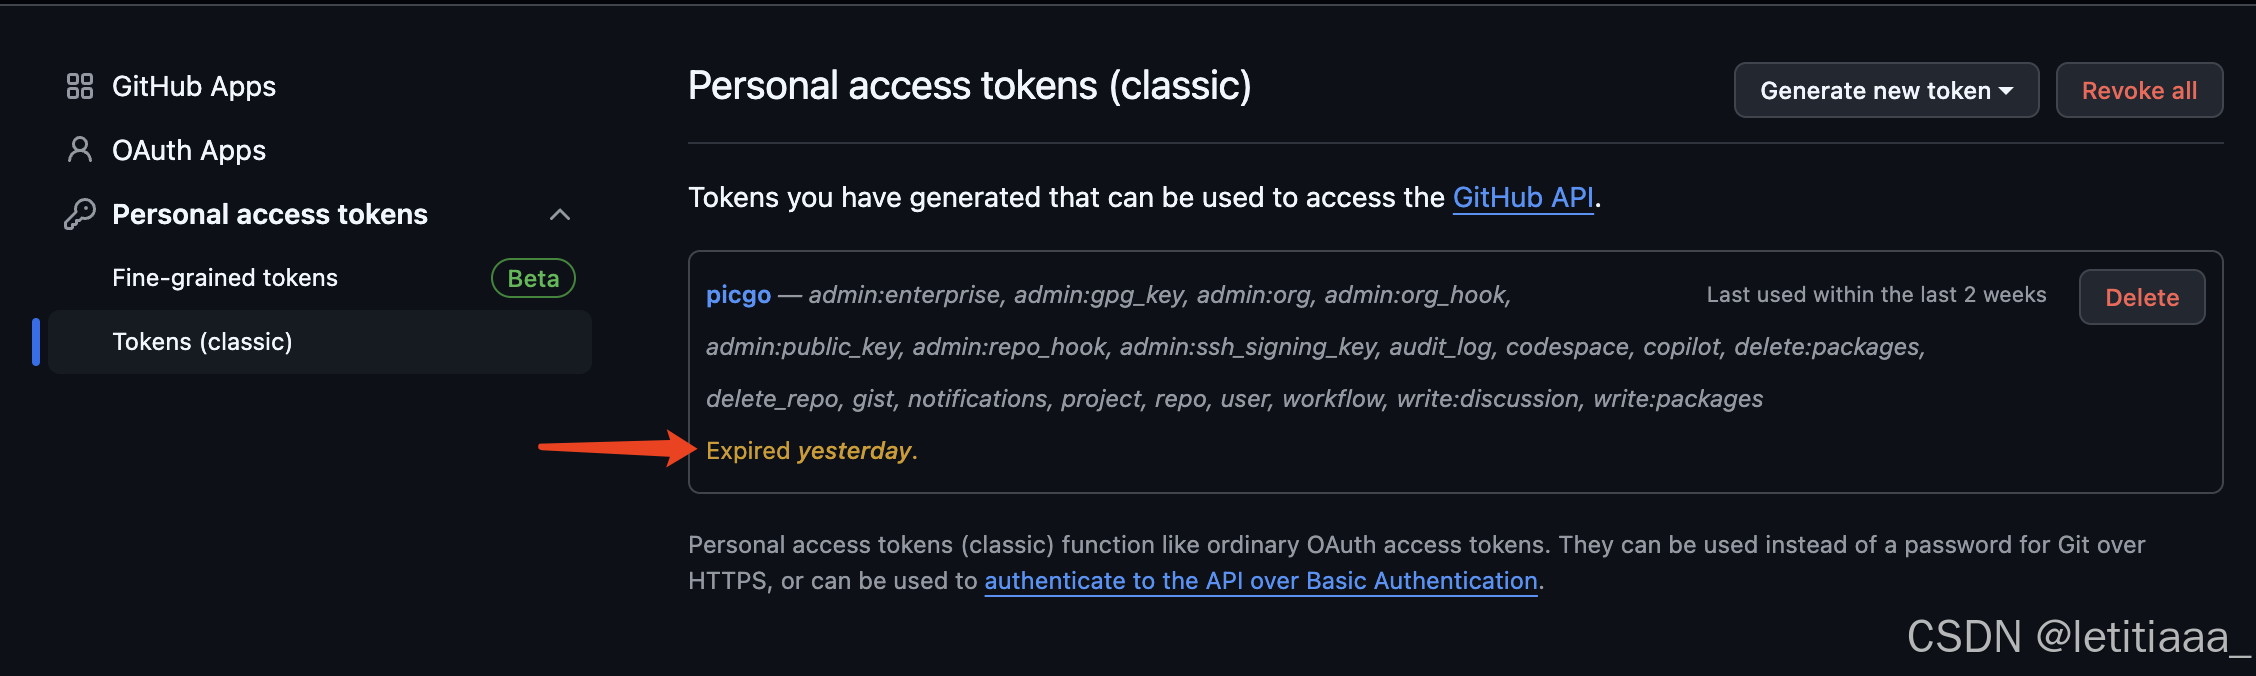 GitHub Apps
OAuth Apps
Personal access tokens
Fine-grained tokens Beta
Tokens (classic)
Personal access tokens (classic)
Generate new token
Revoke all
Tokens you have generated that can be used to access the GitHub API.
picgo — admin:enterprise, admin:gpg_key, admin:org, admin:org_hook,
Last used within the last 2 weeks
Delete
admin:public_key, admin:repo_hook, admin:ssh_signing_key, audit_log, codespace, copilot, delete:packages,
delete_repo, gist, notifications, project, repo, user, workflow, write:discussion, write:packages
Expired yesterday.
Personal access tokens (classic) function like ordinary OAuth access tokens. They can be used instead of a password for Git over
HTTPS, or can be used to authenticate to the API over Basic Authentication.
CSDN @letitiaaa_